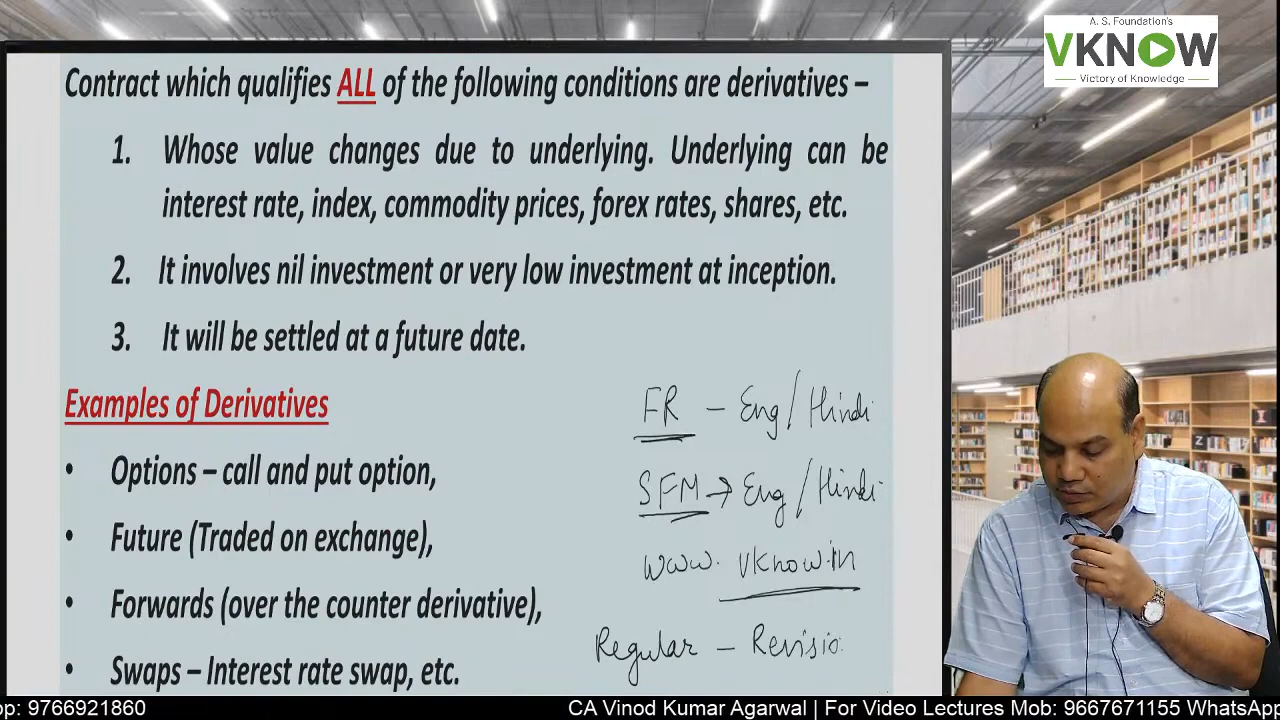 A. S. Foundation's
VKNOW
Victory of Knowledge
Contract which qualifies ALL of the following conditions are derivatives –
1. Whose value changes due to underlying. Underlying can be
interest rate, index, commodity prices, forex rates, shares, etc.
2. It involves nil investment or very low investment at inception.
3. It will be settled at a future date.
Examples of Derivatives
• Options – call and put option,
• Future (Traded on exchange),
• Forwards (over the counter derivative),
• Swaps – Interest rate swap, etc.
FR – Eng/Hindi
SFM → Eng/Hindi
www. vknow.in
Regular – Revisio
pp: 9766921860 CA Vinod Kumar Agarwal | For Video Lectures Mob: 9667671155 WhatsApp